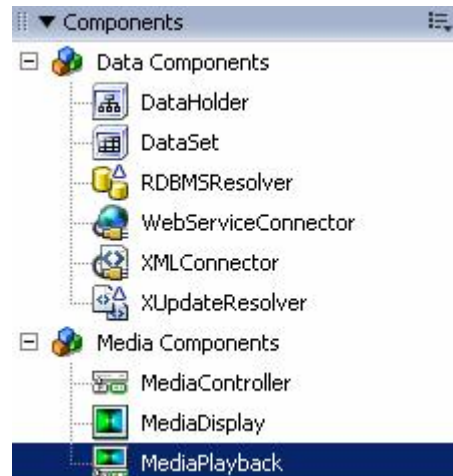 Components
Data Components
DataHolder
DataSet
RDBMSResolver
WebServiceConnector
XMLConnector
XUpdateResolver
Media Components
MediaController
MediaDisplay
MediaPlayback